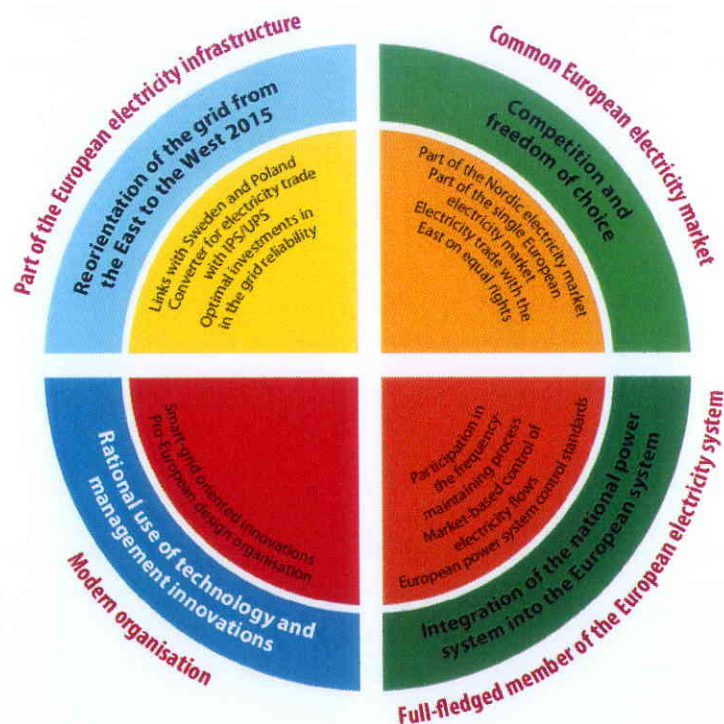 Part of the European electricity infrastructure
Reorientation of the grid from
the East to the West 2015
Links with Sweden and Poland
Converter for electricity trade
with IPS/UPS
Optimal investments in
in the grid reliability
Common European electricity market
Competition and
freedom of choice
Part of the Nordic electricity market
Part of the single European
electricity market
Electricity trade with the
East on equal rights
Smart-grid oriented innovations
Pro-European design organisation
Rational use of technology and
management innovations
Modern organisation
Participation in
the frequency-
maintaining process
Market-based control of
electricity flows
European power system control standards
Integration of the national power
system into the European system
Full-fledged member of the European electricity system